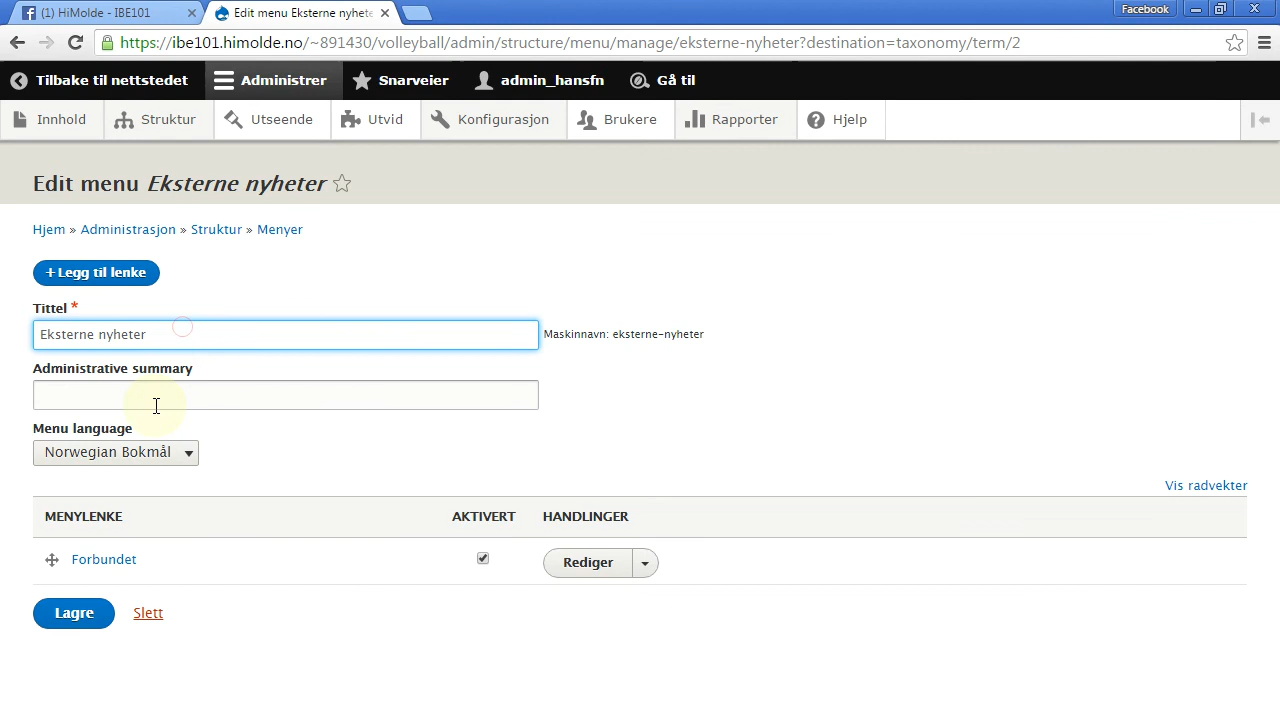 (1) HiMolde - IBE101
Edit menu Eksterne nyhete
Facebook
https://ibe101.himolde.no/~891430/volleyball/admin/structure/menu/manage/eksterne-nyheter?destination=taxonomy/term/2
Tilbake til nettstedet
Administrer
Snarveier
admin_hansfn
Gå til
Innhold
Struktur
Utseende
Utvid
Konfigurasjon
Brukere
Rapporter
Hjelp
Edit menu Eksterne nyheter
Hjem » Administrasjon » Struktur » Menyer
+ Legg til lenke
Tittel *
Eksterne nyheter
Maskinnavn: eksterne-nyheter
Administrative summary
Menu language
Norwegian Bokmål
Vis radvekter
MENYLENKE
AKTIVERT
HANDLINGER
Forbundet
Rediger
Lagre
Slett